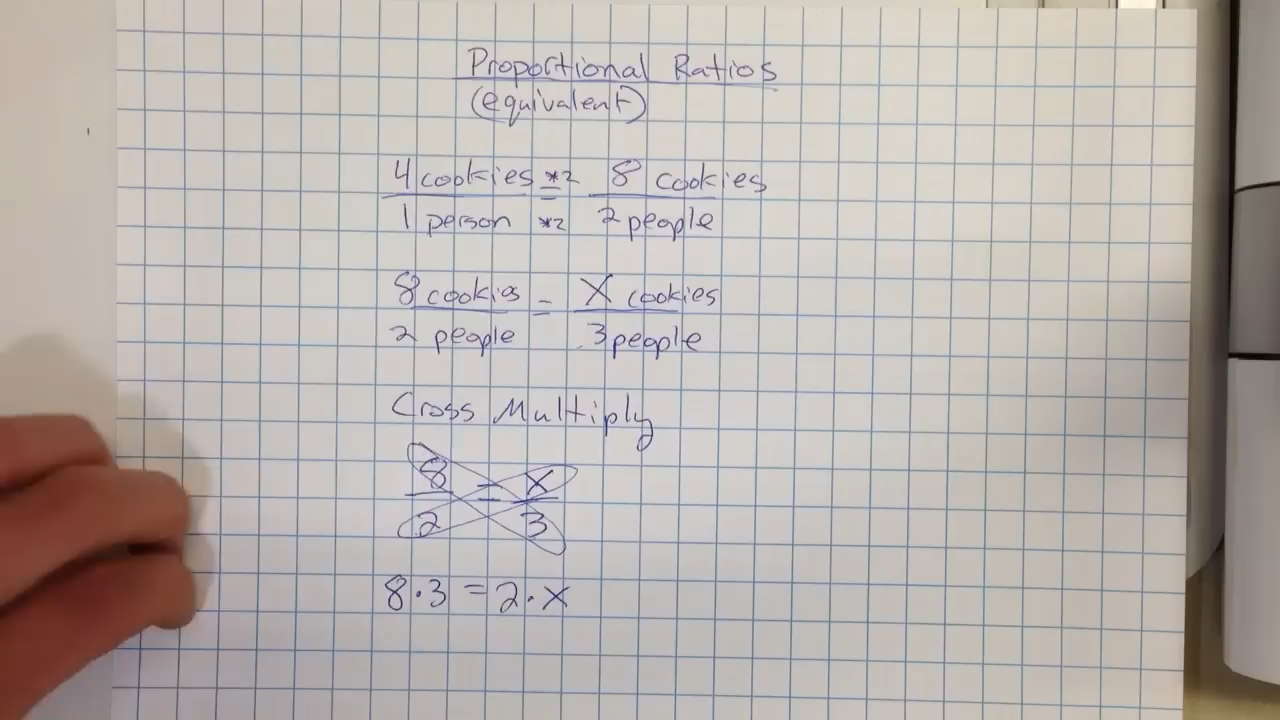 Proportional Ratios
(equivalent)
4 cookies *2 = 8 cookies
1 person *2 2 people
8 cookies = X cookies
2 people 3 people
Cross Multiply
8 = x
2 3
8·3 = 2·x